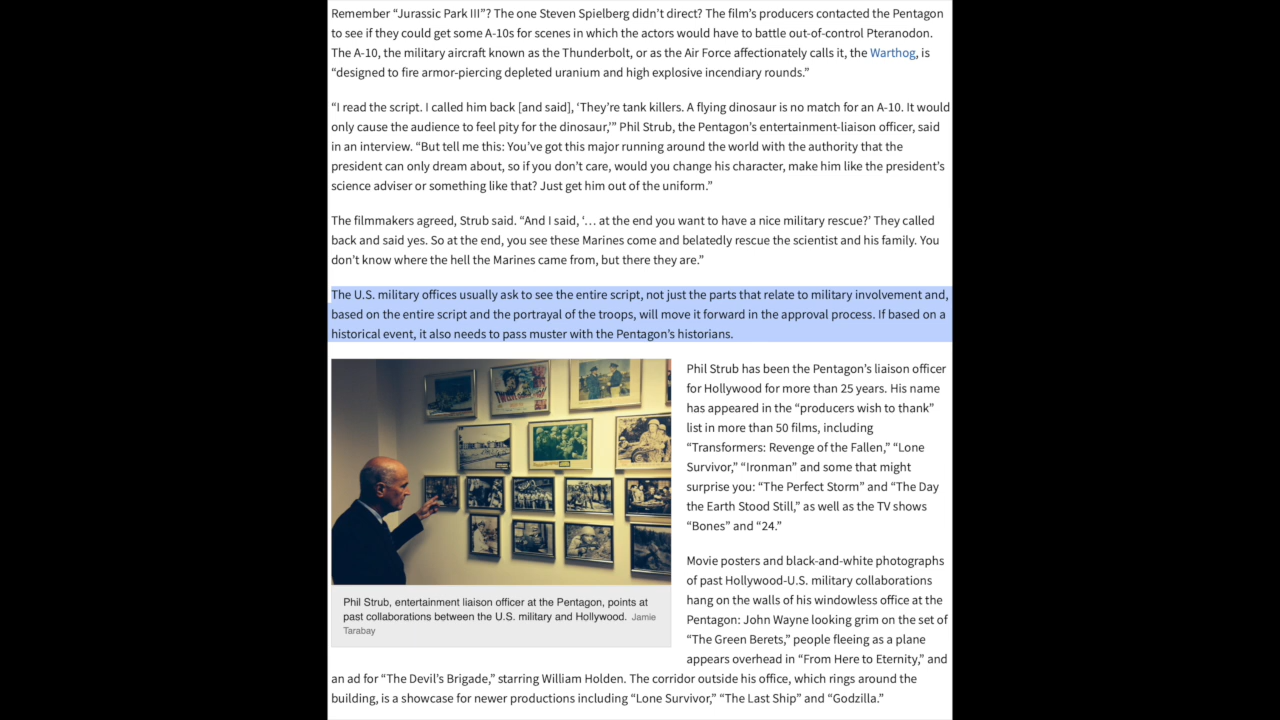 Remember “Jurassic Park III”? The one Steven Spielberg didn’t direct? The film’s producers contacted the Pentagon
to see if they could get some A-10s for scenes in which the actors would have to battle out-of-control Pteranodon.
The A-10, the military aircraft known as the Thunderbolt, or as the Air Force affectionately calls it, the Warthog, is
“designed to fire armor-piercing depleted uranium and high explosive incendiary rounds.”
“I read the script. I called him back [and said], ‘They’re tank killers. A flying dinosaur is no match for an A-10. It would
only cause the audience to feel pity for the dinosaur,’” Phil Strub, the Pentagon’s entertainment-liaison officer, said
in an interview. “But tell me this: You’ve got this major running around the world with the authority that the
president can only dream about, so if you don’t care, would you change his character, make him like the president’s
science adviser or something like that? Just get him out of the uniform.”
The filmmakers agreed, Strub said. “And I said, ‘… at the end you want to have a nice military rescue?’ They called
back and said yes. So at the end, you see these Marines come and belatedly rescue the scientist and his family. You
don’t know where the hell the Marines came from, but there they are.”
The U.S. military offices usually ask to see the entire script, not just the parts that relate to military involvement and,
based on the entire script and the portrayal of the troops, will move it forward in the approval process. If based on a
historical event, it also needs to pass muster with the Pentagon’s historians.
Phil Strub, entertainment liaison officer at the Pentagon, points at
past collaborations between the U.S. military and Hollywood. Jamie
Tarabay
Phil Strub has been the Pentagon’s liaison officer
for Hollywood for more than 25 years. His name
has appeared in the “producers wish to thank”
list in more than 50 films, including
“Transformers: Revenge of the Fallen,” “Lone
Survivor,” “Ironman” and some that might
surprise you: “The Perfect Storm” and “The Day
the Earth Stood Still,” as well as the TV shows
“Bones” and “24.”
Movie posters and black-and-white photographs
of past Hollywood-U.S. military collaborations
hang on the walls of his windowless office at the
Pentagon: John Wayne looking grim on the set of
“The Green Berets,” people fleeing as a plane
appears overhead in “From Here to Eternity,” and
an ad for “The Devil’s Brigade,” starring William Holden. The corridor outside his office, which rings around the
building, is a showcase for newer productions including “Lone Survivor,” “The Last Ship” and “Godzilla.”